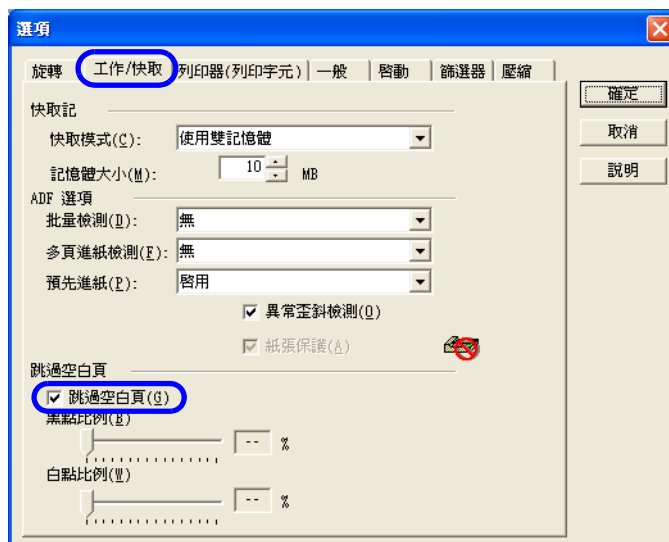 選項
旋轉 工作/快取 列印器(列印字元) 一般 啓動 篩選器 壓縮
確定
快取記
快取模式(C): 使用雙記憶體
取消
記憶體大小(M): 10 MB
說明
ADF 選項
批量檢測(D): 無
多頁進紙檢測(F): 無
預先進紙(P): 啓用
異常歪斜檢測(O)
紙張保護(A)
跳過空白頁
跳過空白頁(G)
黑點比例(B)
-- %
白點比例(W)
-- %